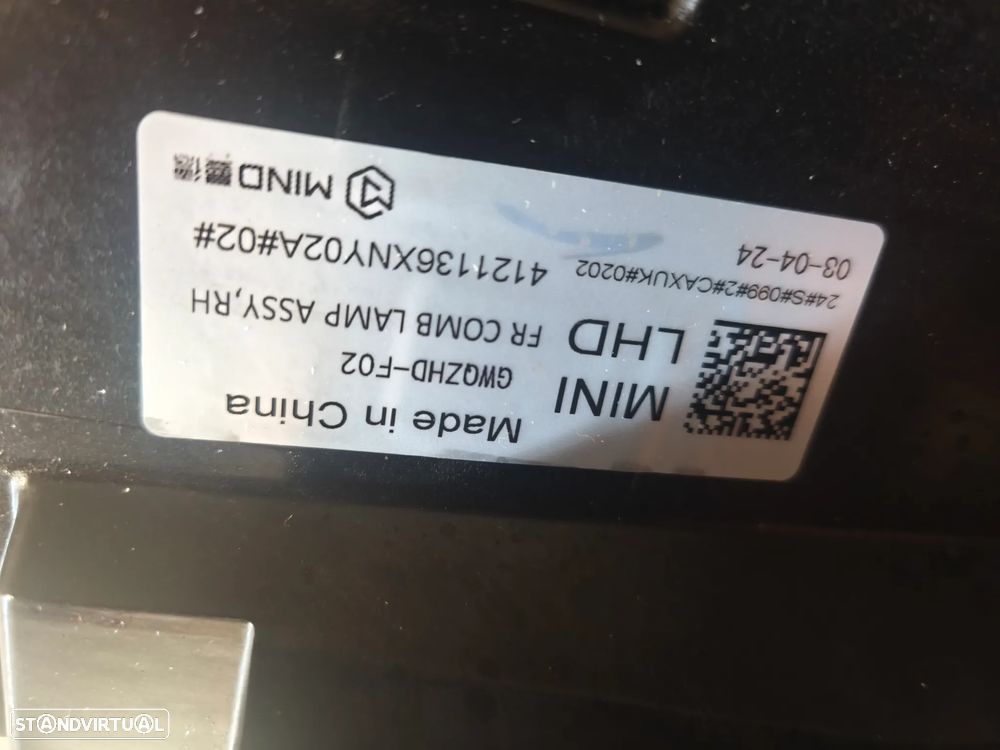 Made in China
MINI
GWQZHD-F02
LHD
FR COMB LAMP ASSY,RH
24#S#099#2#CAXUK#0202
4121136XNY02A#02#
03-04-24
MIND
STANDVIRTUAL